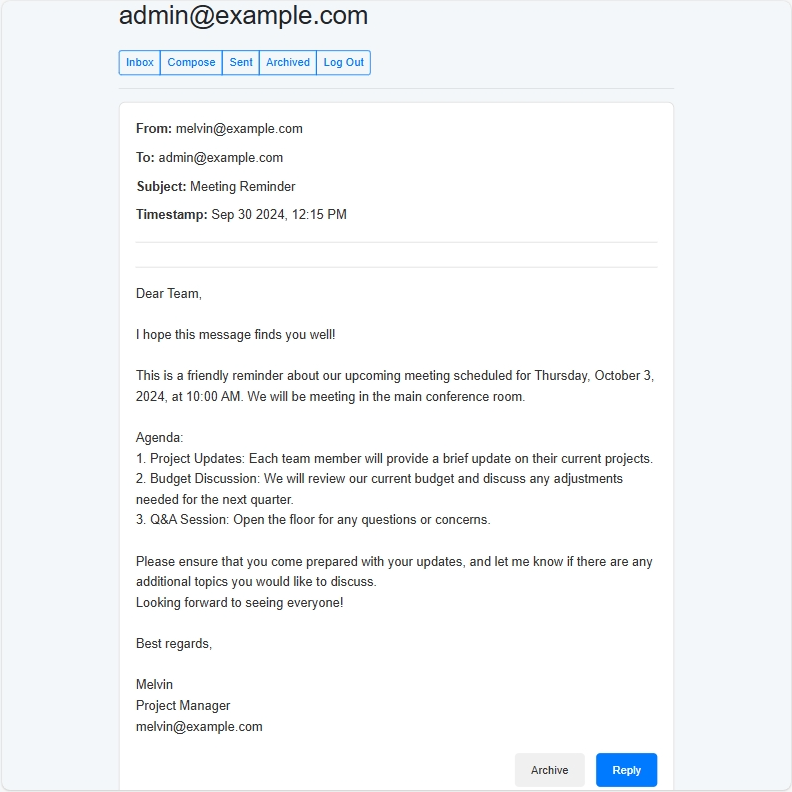 admin@example.com
Inbox Compose Sent Archived Log Out
From: melvin@example.com
To: admin@example.com
Subject: Meeting Reminder
Timestamp: Sep 30 2024, 12:15 PM
Dear Team,
I hope this message finds you well!
This is a friendly reminder about our upcoming meeting scheduled for Thursday, October 3,
2024, at 10:00 AM. We will be meeting in the main conference room.
Agenda:
1. Project Updates: Each team member will provide a brief update on their current projects.
2. Budget Discussion: We will review our current budget and discuss any adjustments
needed for the next quarter.
3. Q&A Session: Open the floor for any questions or concerns.
Please ensure that you come prepared with your updates, and let me know if there are any
additional topics you would like to discuss.
Looking forward to seeing everyone!
Best regards,
Melvin
Project Manager
melvin@example.com
Archive Reply